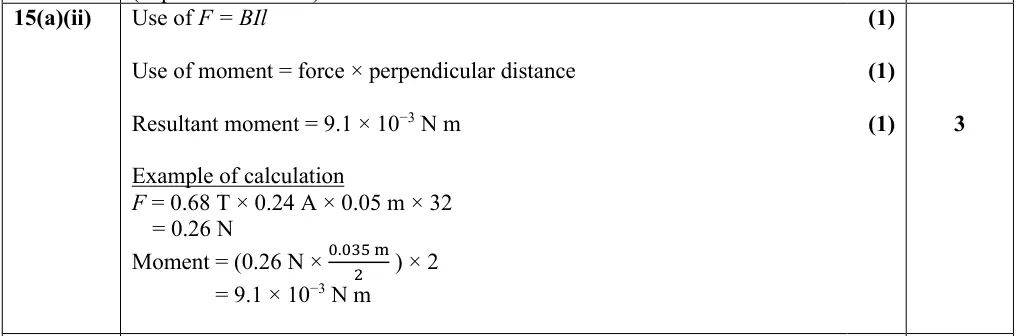 15(a)(ii) Use of F = BIl (1)
Use of moment = force × perpendicular distance (1)
Resultant moment = 9.1 × 10⁻³ N m (1) 3
Example of calculation
F = 0.68 T × 0.24 A × 0.05 m × 32
= 0.26 N
Moment = (0.26 N × 0.035 m / 2 ) × 2
= 9.1 × 10⁻³ N m